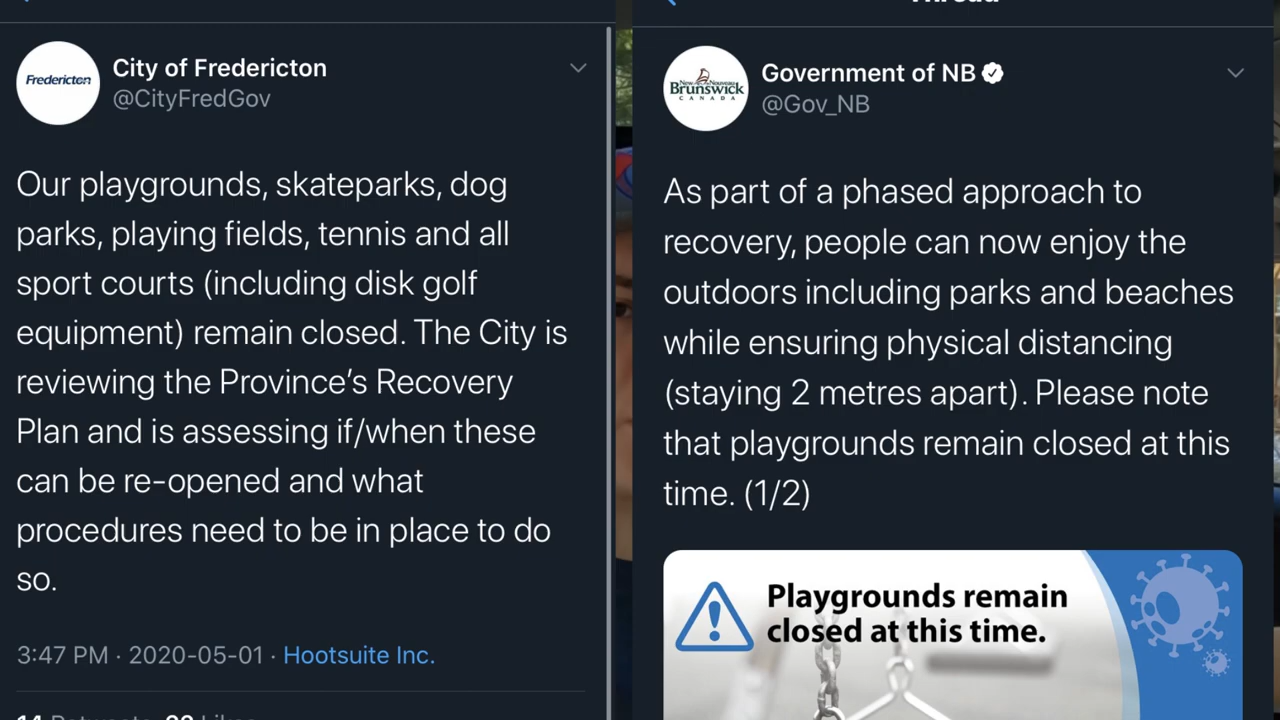 City of Fredericton
Fredericton
@CityFredGov
Our playgrounds, skateparks, dog
parks, playing fields, tennis and all
sport courts (including disk golf
equipment) remain closed. The City is
reviewing the Province's Recovery
Plan and is assessing if/when these
can be re-opened and what
procedures need to be in place to do
so.
3:47 PM · 2020-05-01 · Hootsuite Inc.
Thread
Government of NB
New Nouveau
Brunswick
CANADA
@Gov_NB
As part of a phased approach to
recovery, people can now enjoy the
outdoors including parks and beaches
while ensuring physical distancing
(staying 2 metres apart). Please note
that playgrounds remain closed at this
time. (1/2)
Playgrounds remain
closed at this time.